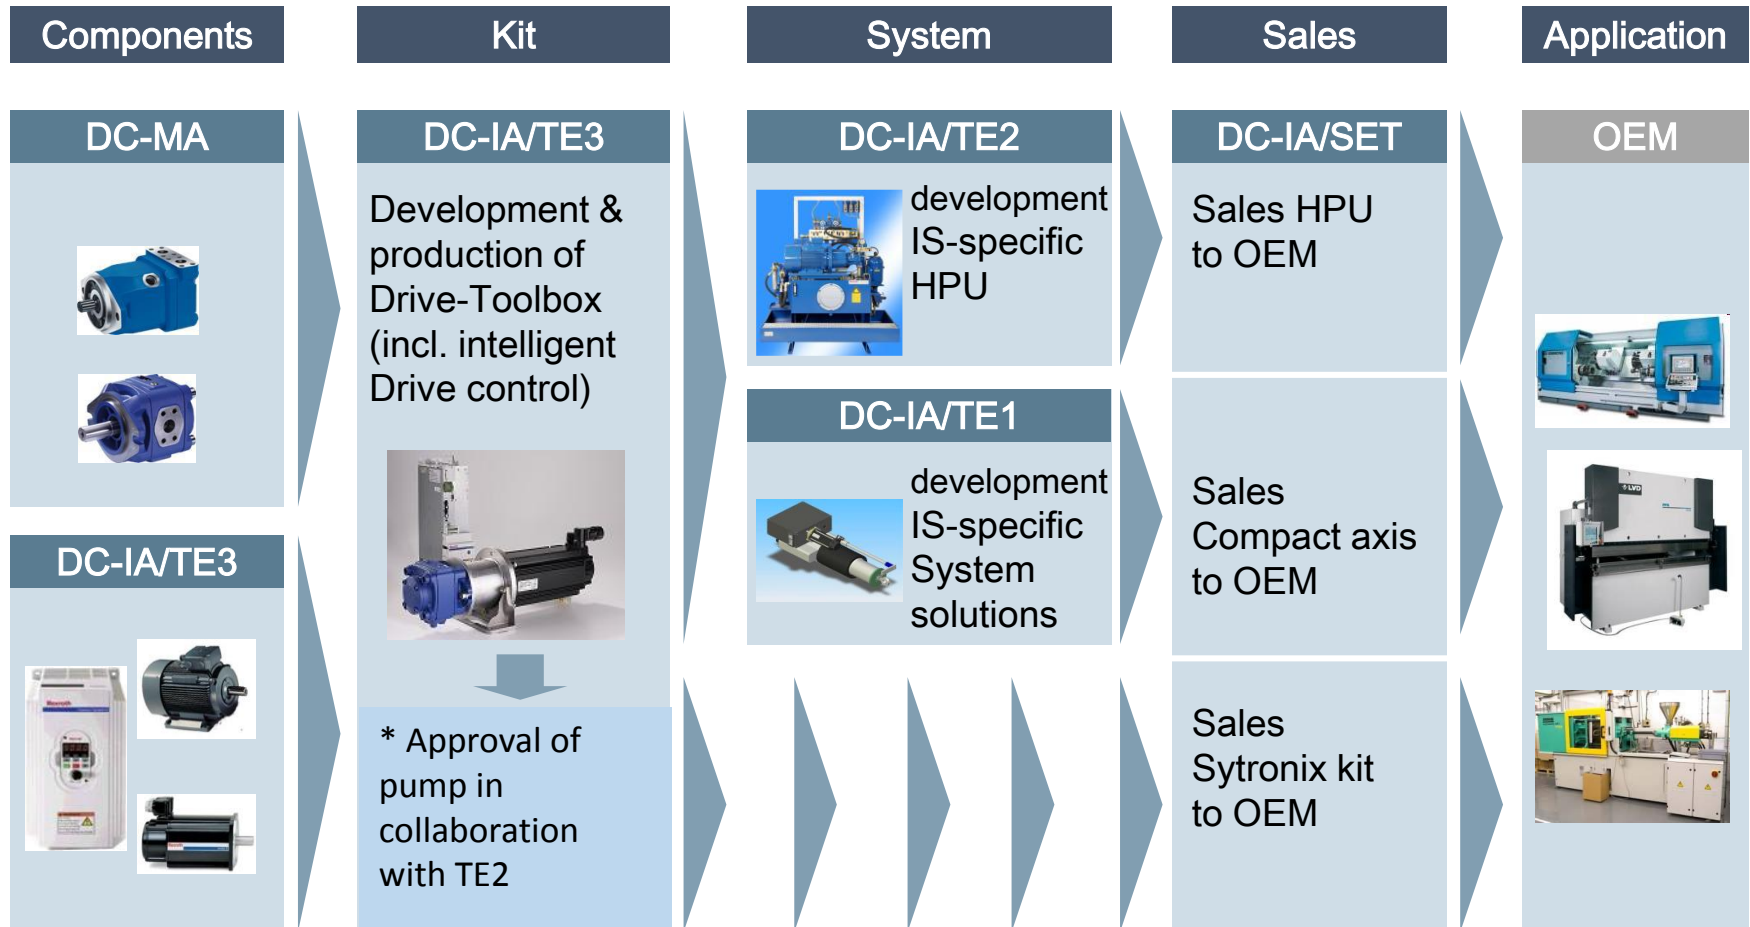 Components
Kit
System
Sales
Application
DC-MA
DC-IA/TE3
DC-IA/TE3
Development &
production of
Drive-Toolbox
(incl. intelligent
Drive control)
* Approval of
pump in
collaboration
with TE2
DC-IA/TE2
development
IS-specific
HPU
DC-IA/TE1
development
IS-specific
System
solutions
DC-IA/SET
Sales HPU
to OEM
Sales
Compact axis
to OEM
Sales
Sytronix kit
to OEM
OEM
LVD